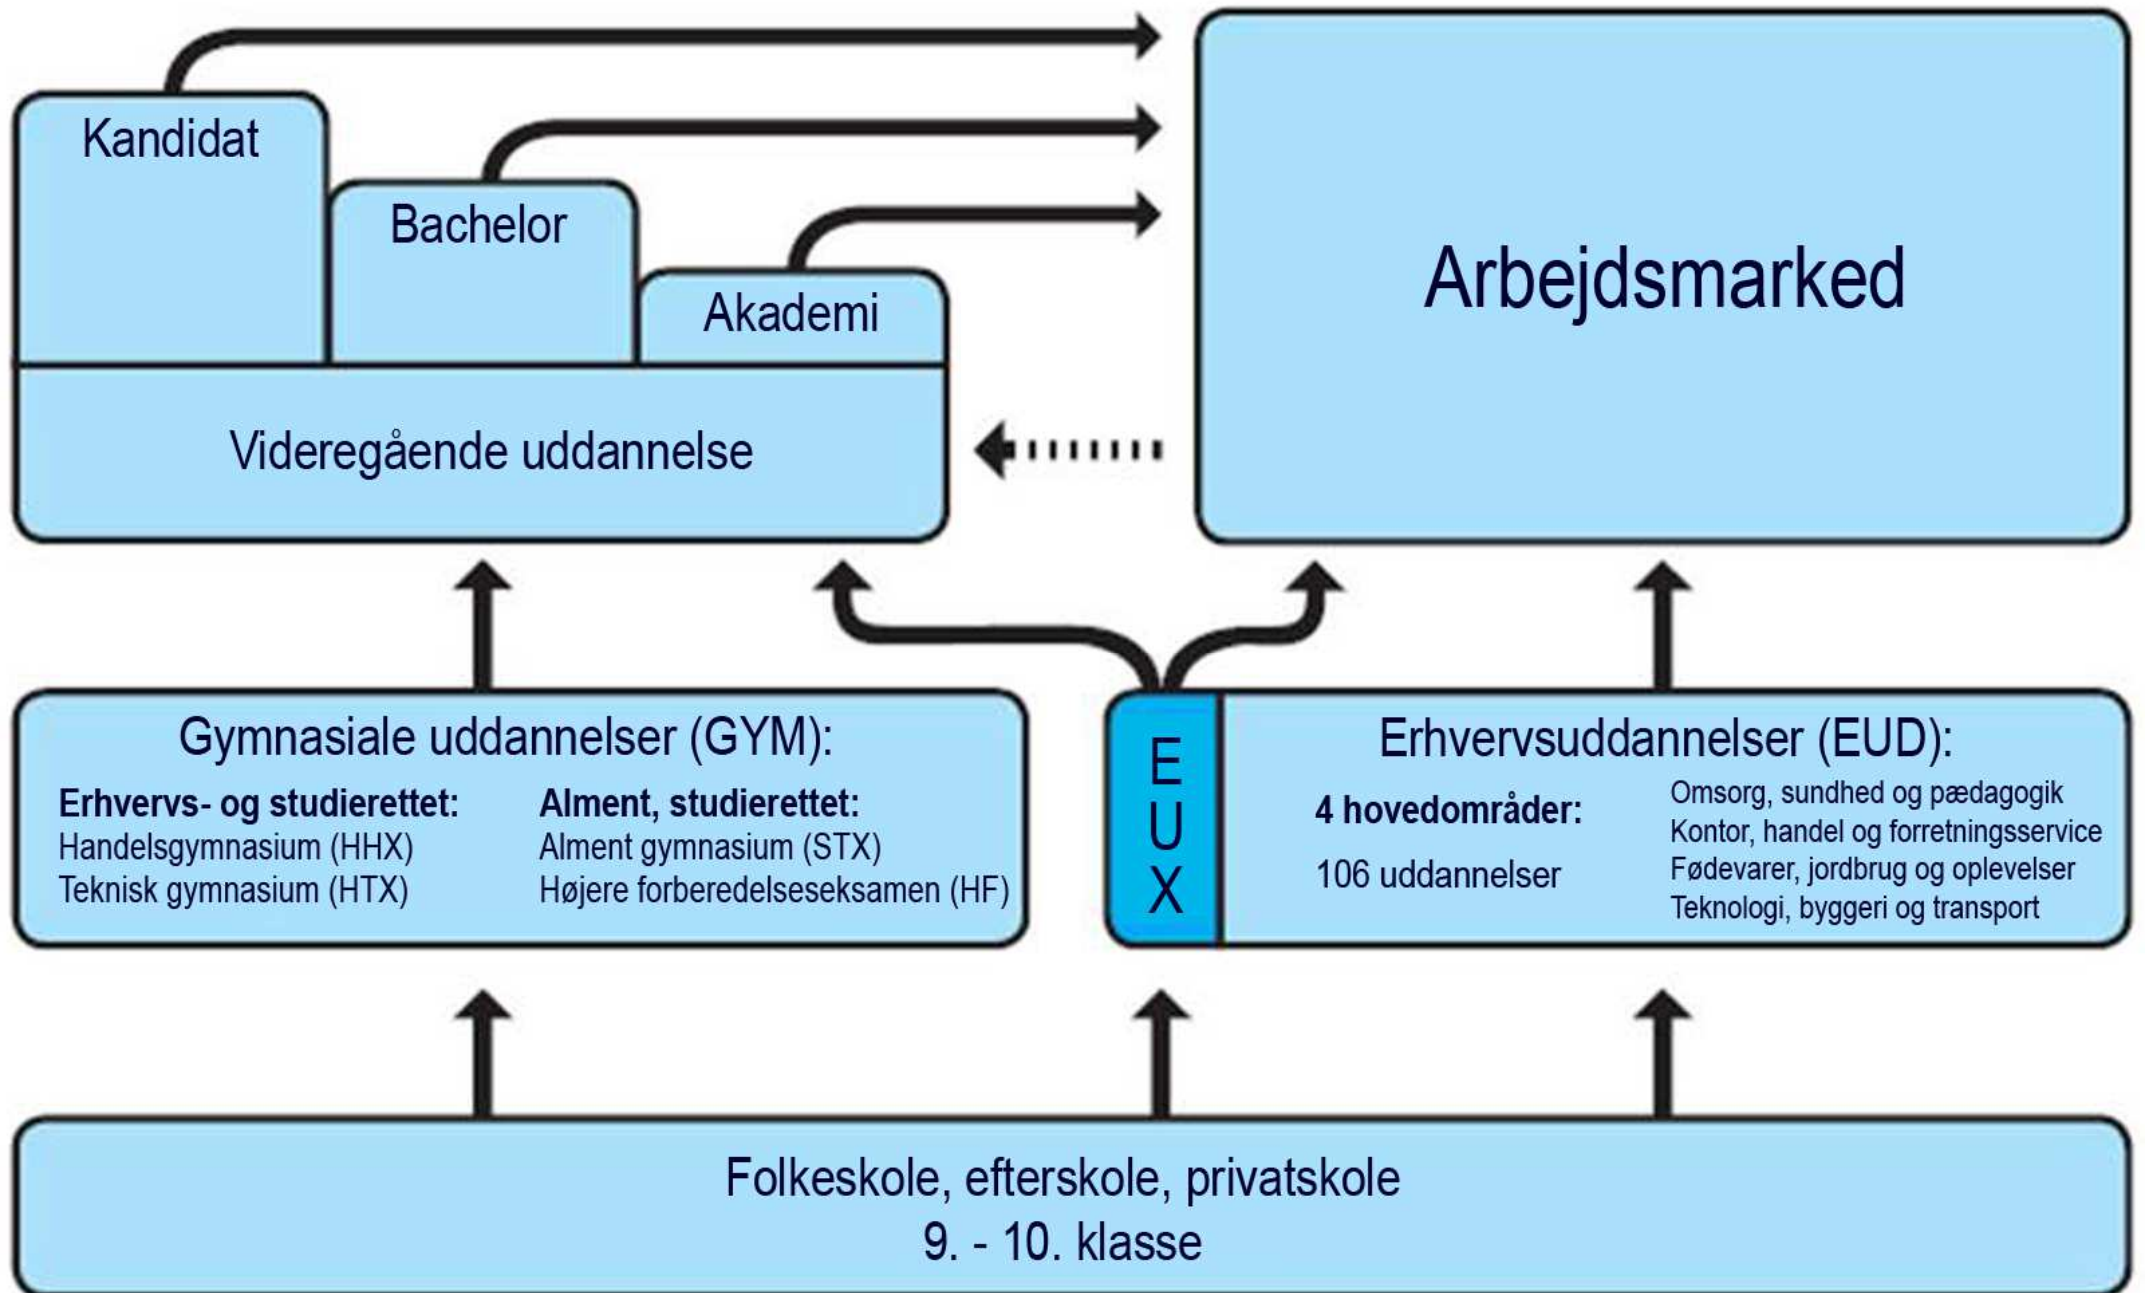 Kandidat
Bachelor
Akademi
Videregående uddannelse
Arbejdsmarked
Gymnasiale uddannelser (GYM):
Erhvervs- og studierettet:
Handelsgymnasium (HHX)
Teknisk gymnasium (HTX)
Alment, studierettet:
Alment gymnasium (STX)
Højere forberedelseseksamen (HF)
E
U
X
Erhvervsuddannelser (EUD):
4 hovedområder:
106 uddannelser
Omsorg, sundhed og pædagogik
Kontor, handel og forretningsservice
Fødevarer, jordbrug og oplevelser
Teknologi, byggeri og transport
Folkeskole, efterskole, privatskole
9. - 10. klasse